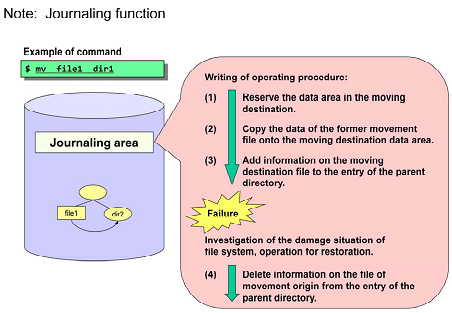 Note: Journaling function
Example of command
$ mv file1 dir1
Journaling area
file1
dir?
Writing of operating procedure:
(1) Reserve the data area in the moving
destination.
(2) Copy the data of the former movement
file onto the moving destination data area.
(3) Add information on the moving
destination file to the entry of the parent
directory.
Failure
Investigation of the damage situation of
file system, operation for restoration.
(4) Delete information on the file of
movement origin from the entry of the
parent directory.